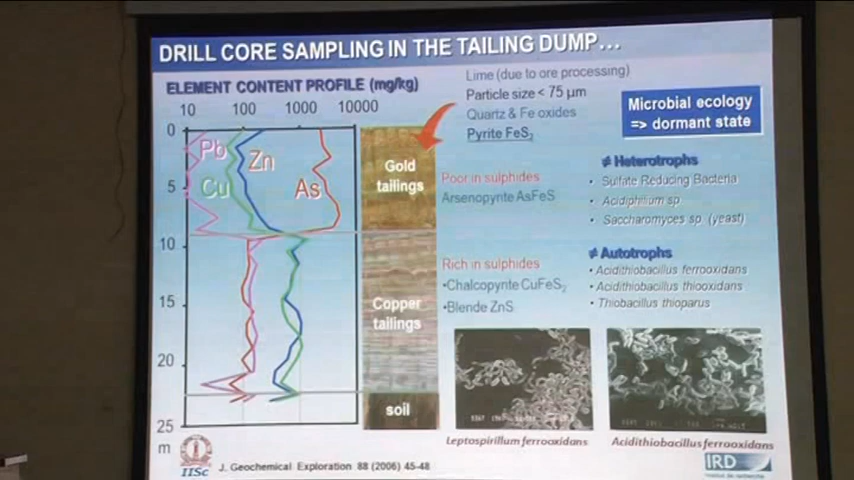 DRILL CORE SAMPLING IN THE TAILING DUMP…
ELEMENT CONTENT PROFILE (mg/kg)
10 100 1000 10000
0
5
10
15
20
25
m
Pb
Zn
Cu
As
Gold
tailings
Copper
tailings
soil
Lime (due to ore processing)
Particle size < 75 µm
Quartz & Fe oxides
Pyrite FeS₂
Poor in sulphides
Arsenopyrite AsFeS
Rich in sulphides
•Chalcopyrite CuFeS₂
•Blende ZnS
Microbial ecology
=> dormant state
≠ Heterotrophs
• Sulfate Reducing Bacteria
• Acidiphilium sp
• Saccharomyces sp. (yeast)
≠ Autotrophs
• Acidithiobacillus ferrooxidans
• Acidithiobacillus thiooxidans
• Thiobacillus thioparus
Leptospirillum ferrooxidans
Acidithiobacillus ferrooxidans
IISc
J. Geochemical Exploration 88 (2006) 45-48
IRD